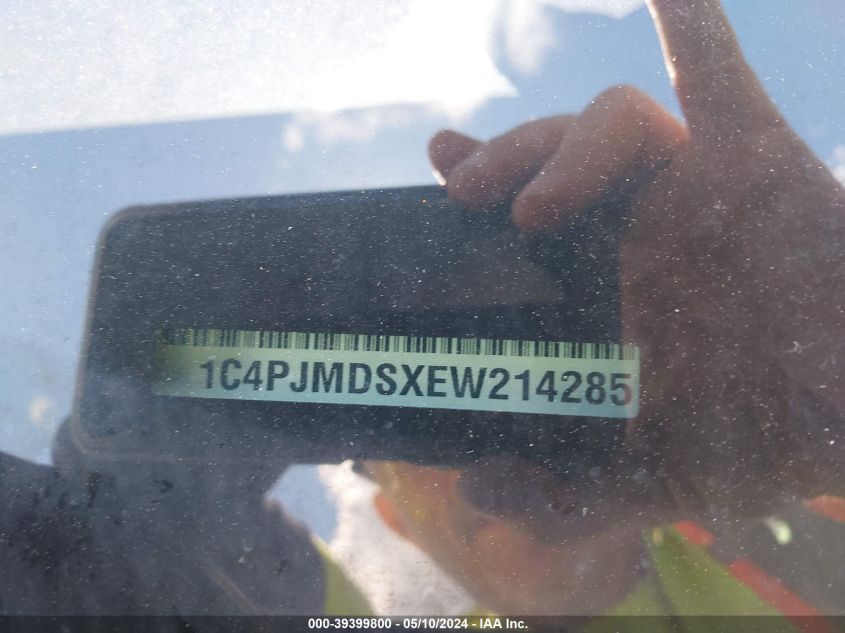 1C4PJMDSXEW214285
000-39399800 - 05/10/2024 - IAA Inc.